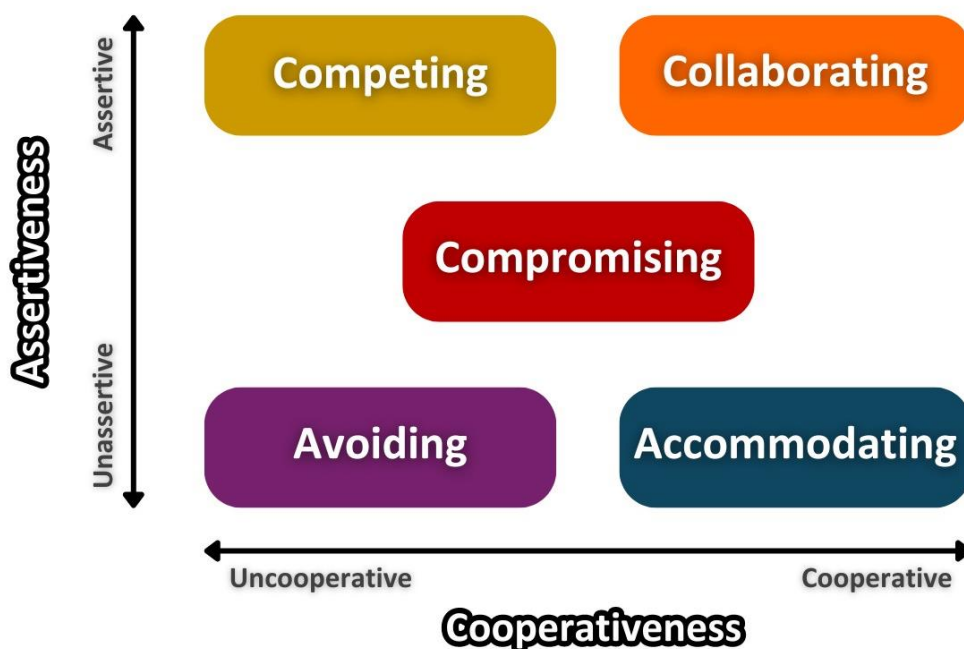 Assertiveness
Assertive
Unassertive
Competing
Collaborating
Compromising
Avoiding
Accommodating
Uncooperative
Cooperative
Cooperativeness